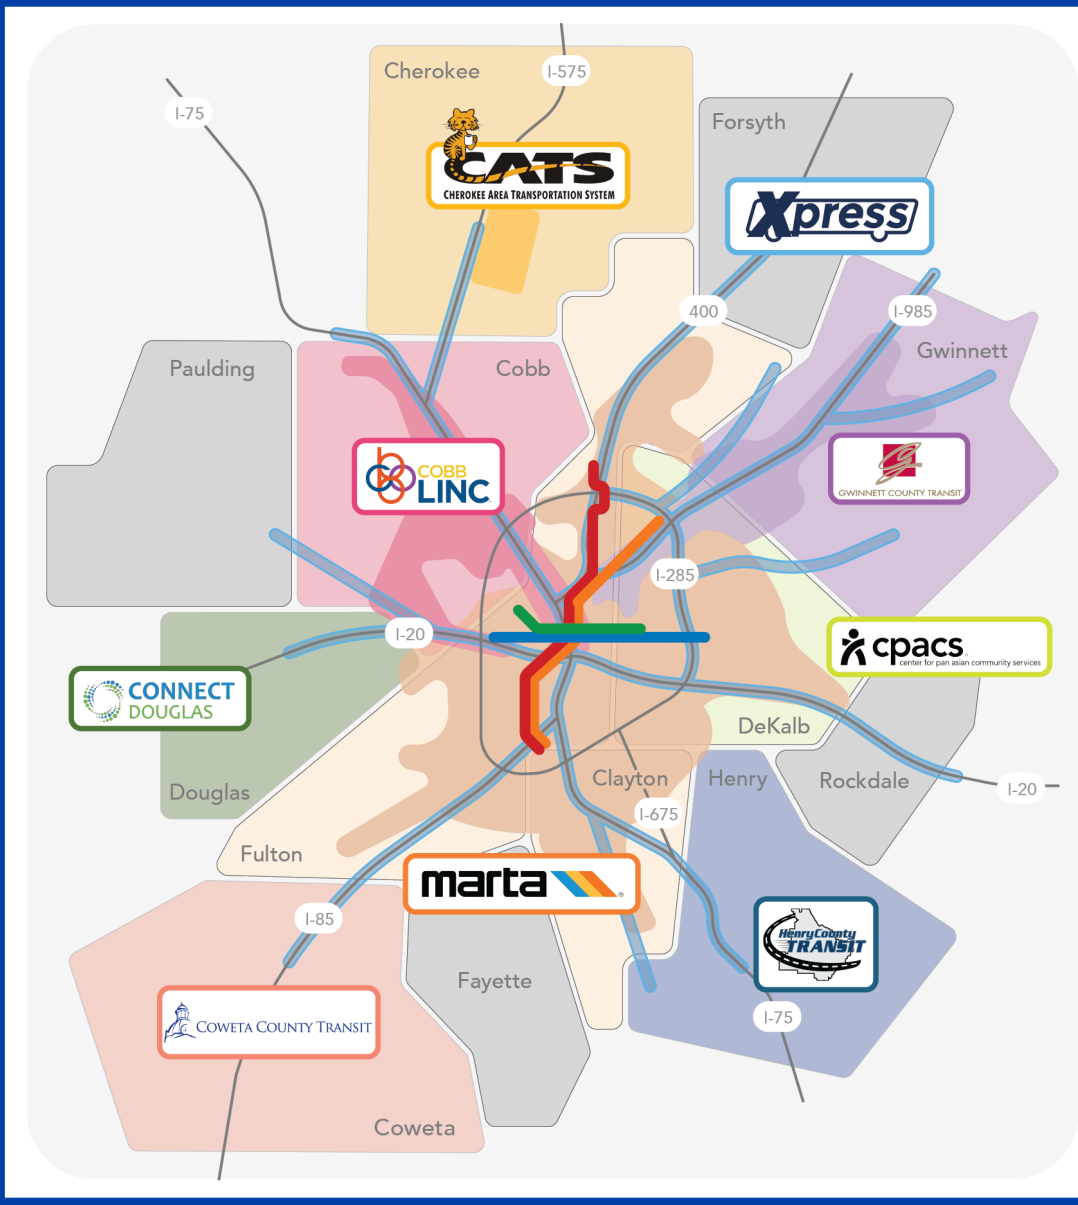 Cherokee
I-575
I-75
Forsyth
CATS
CHEROKEE AREA TRANSPORTATION SYSTEM
Xpress
400
I-985
Gwinnett
Paulding
Cobb
COBB
LINC
GWINNETT COUNTY TRANSIT
I-285
I-20
cpacs
center for pan asian community services
CONNECT
DOUGLAS
DeKalb
Douglas
Clayton
Henry
Rockdale
I-20
I-675
Fulton
marta
I-85
HenryCounty
TRANSIT
Fayette
COWETA COUNTY TRANSIT
I-75
Coweta